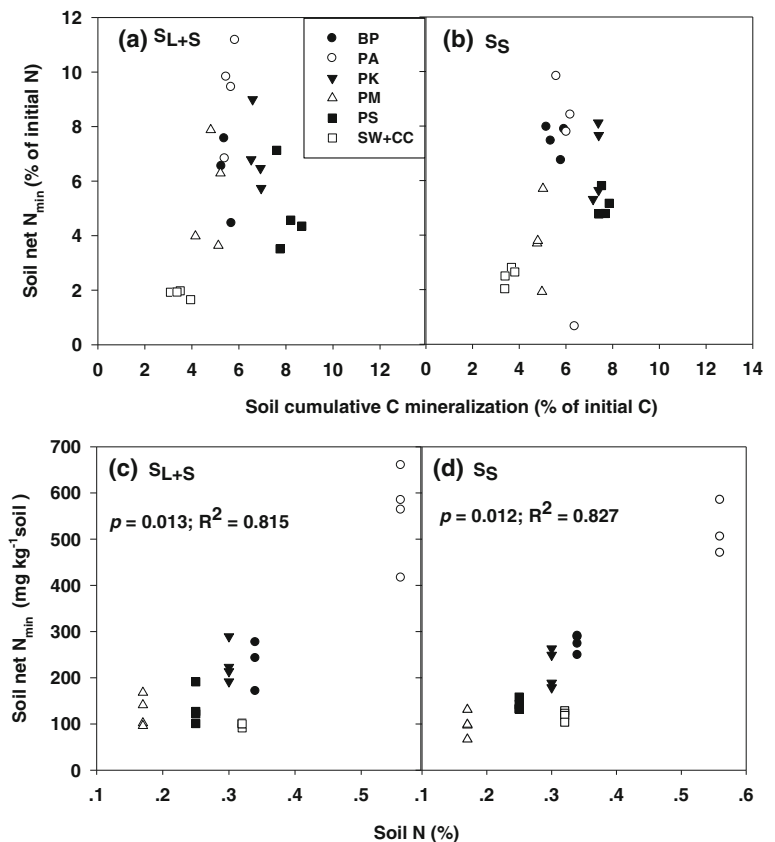 12
10
8
6
4
2
0
Soil net Nmin (% of initial N)
(a) SL+S
BP
PA
PK
PM
PS
SW+CC
(b) SS
0 2 4 6 8 10 12 0 2 4 6 8 10 12 14
Soil cumulative C mineralization (% of initial C)
700
600
500
400
300
200
100
0
Soil net Nmin (mg kg-1soil )
(c) SL+S
p = 0.013; R2 = 0.815
(d) SS
p = 0.012; R2 = 0.827
.1 .2 .3 .4 .5 .1 .2 .3 .4 .5 .6
Soil N (%)